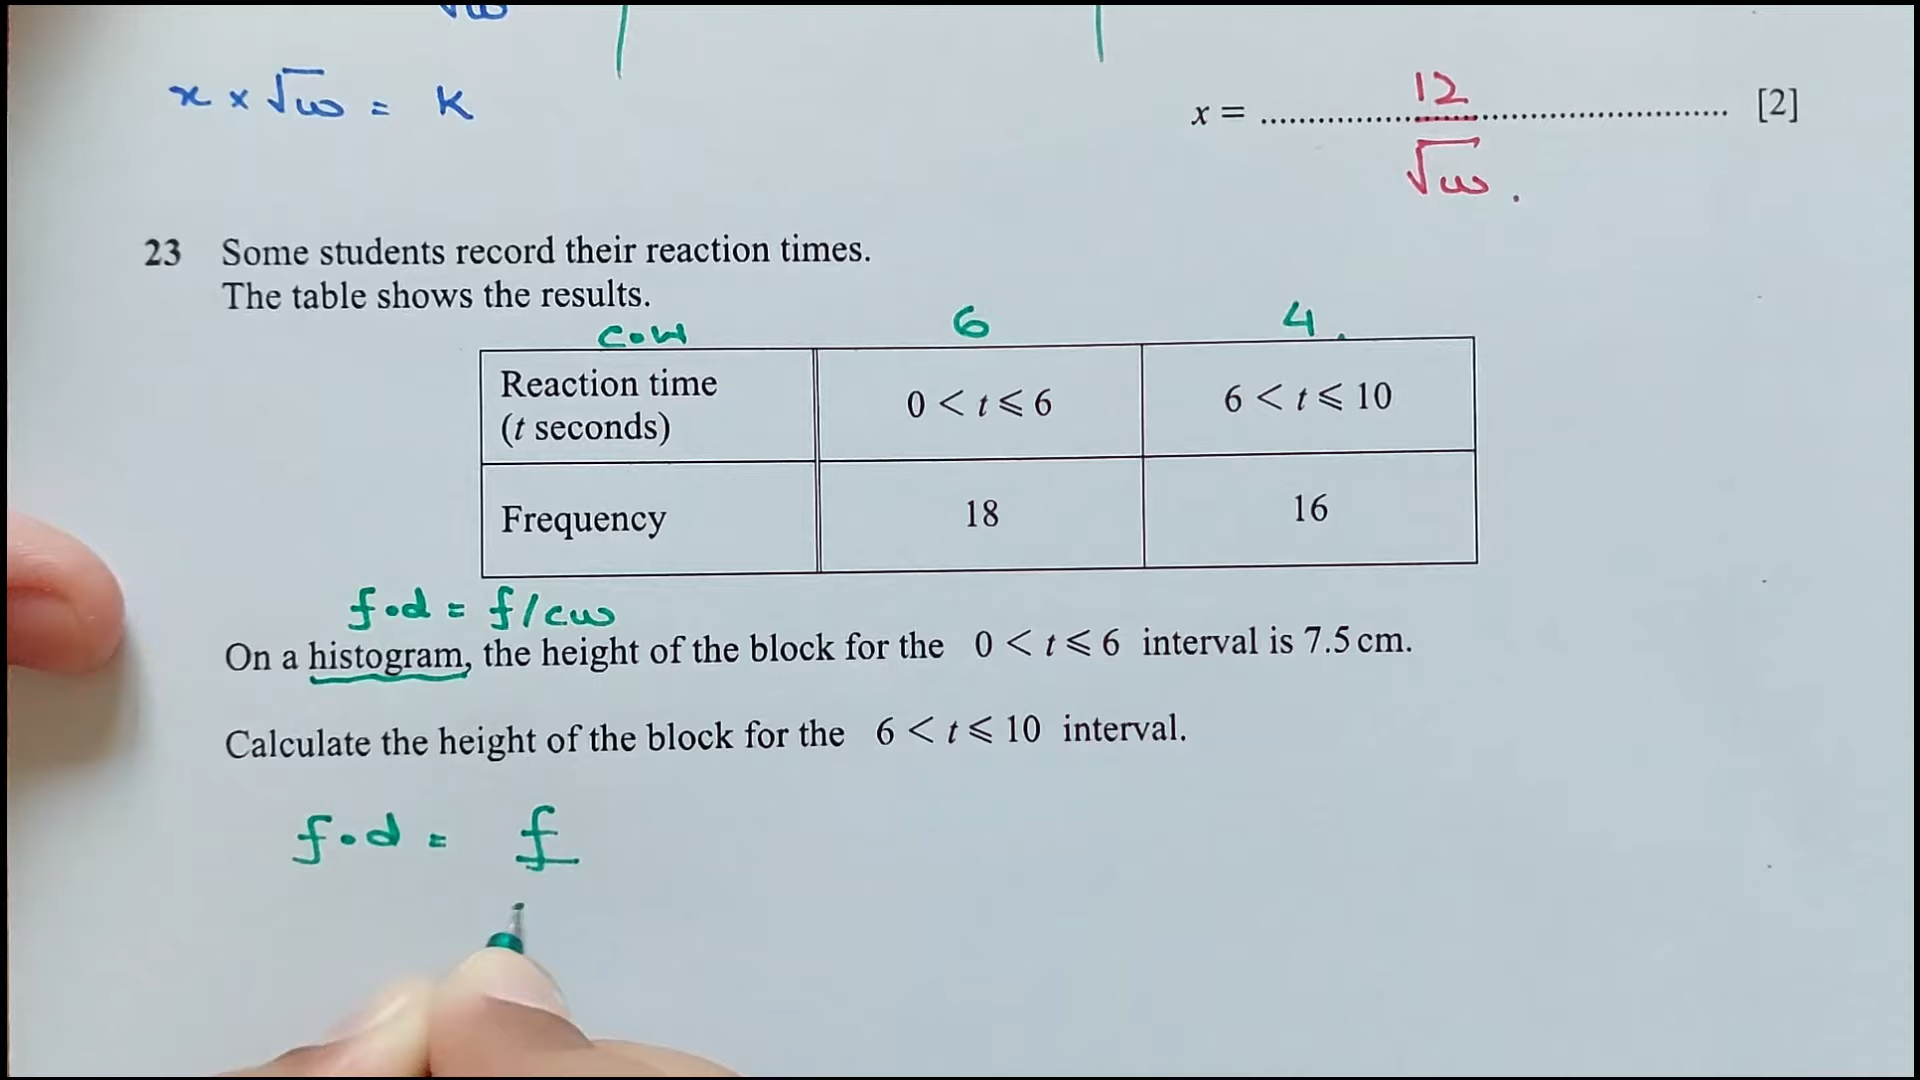 √w
x × √w = K
x = ........ 12/√w. ........ [2]
23 Some students record their reaction times.
The table shows the results.
cw 6 4.
Reaction time (t seconds) 0 < t ⩽ 6 6 < t ⩽ 10
Frequency 18 16
f.d = f/cw
On a histogram, the height of the block for the 0 < t ⩽ 6 interval is 7.5 cm.
Calculate the height of the block for the 6 < t ⩽ 10 interval.
f.d = f